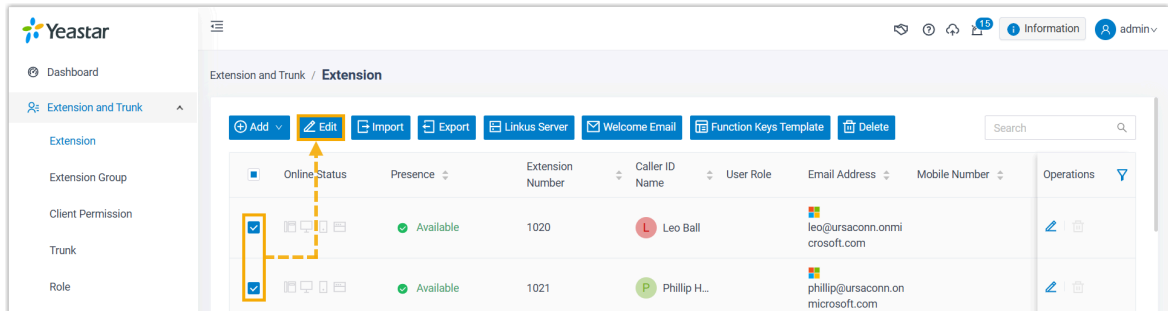 Yeastar
15
Information
admin
Dashboard
Extension and Trunk / Extension
Extension and Trunk
Add
Edit
Import
Export
Linkus Server
Welcome Email
Function Keys Template
Delete
Search
Extension
Extension Group
Client Permission
Trunk
Role
Online Status
Presence
Extension
Number
Caller ID
Name
User Role
Email Address
Mobile Number
Operations
Available
1020
L Leo Ball
leo@ursaconn.onmi
crosoft.com
Available
1021
P Phillip H...
phillip@ursaconn.on
microsoft.com